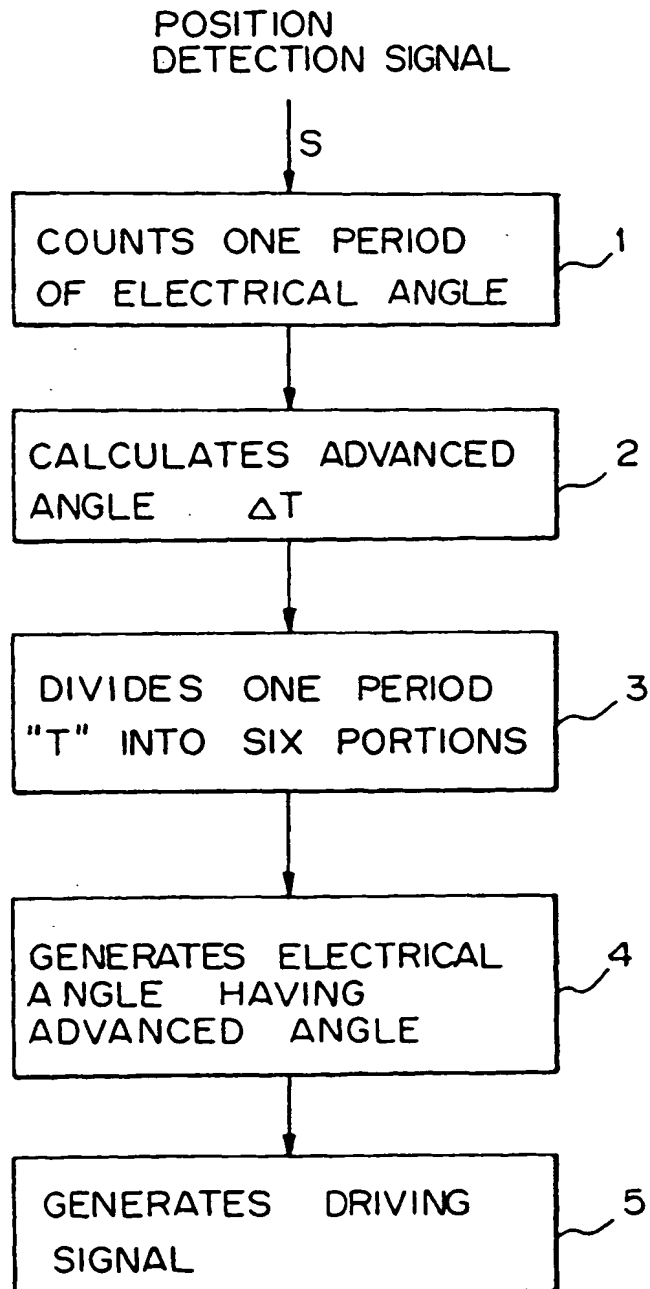 POSITION
DETECTION SIGNAL
S
COUNTS ONE PERIOD
OF ELECTRICAL ANGLE
1
CALCULATES ADVANCED
ANGLE △T
2
DIVIDES ONE PERIOD
"T" INTO SIX PORTIONS
3
GENERATES ELECTRICAL
ANGLE HAVING
ADVANCED ANGLE
4
GENERATES DRIVING
SIGNAL
5